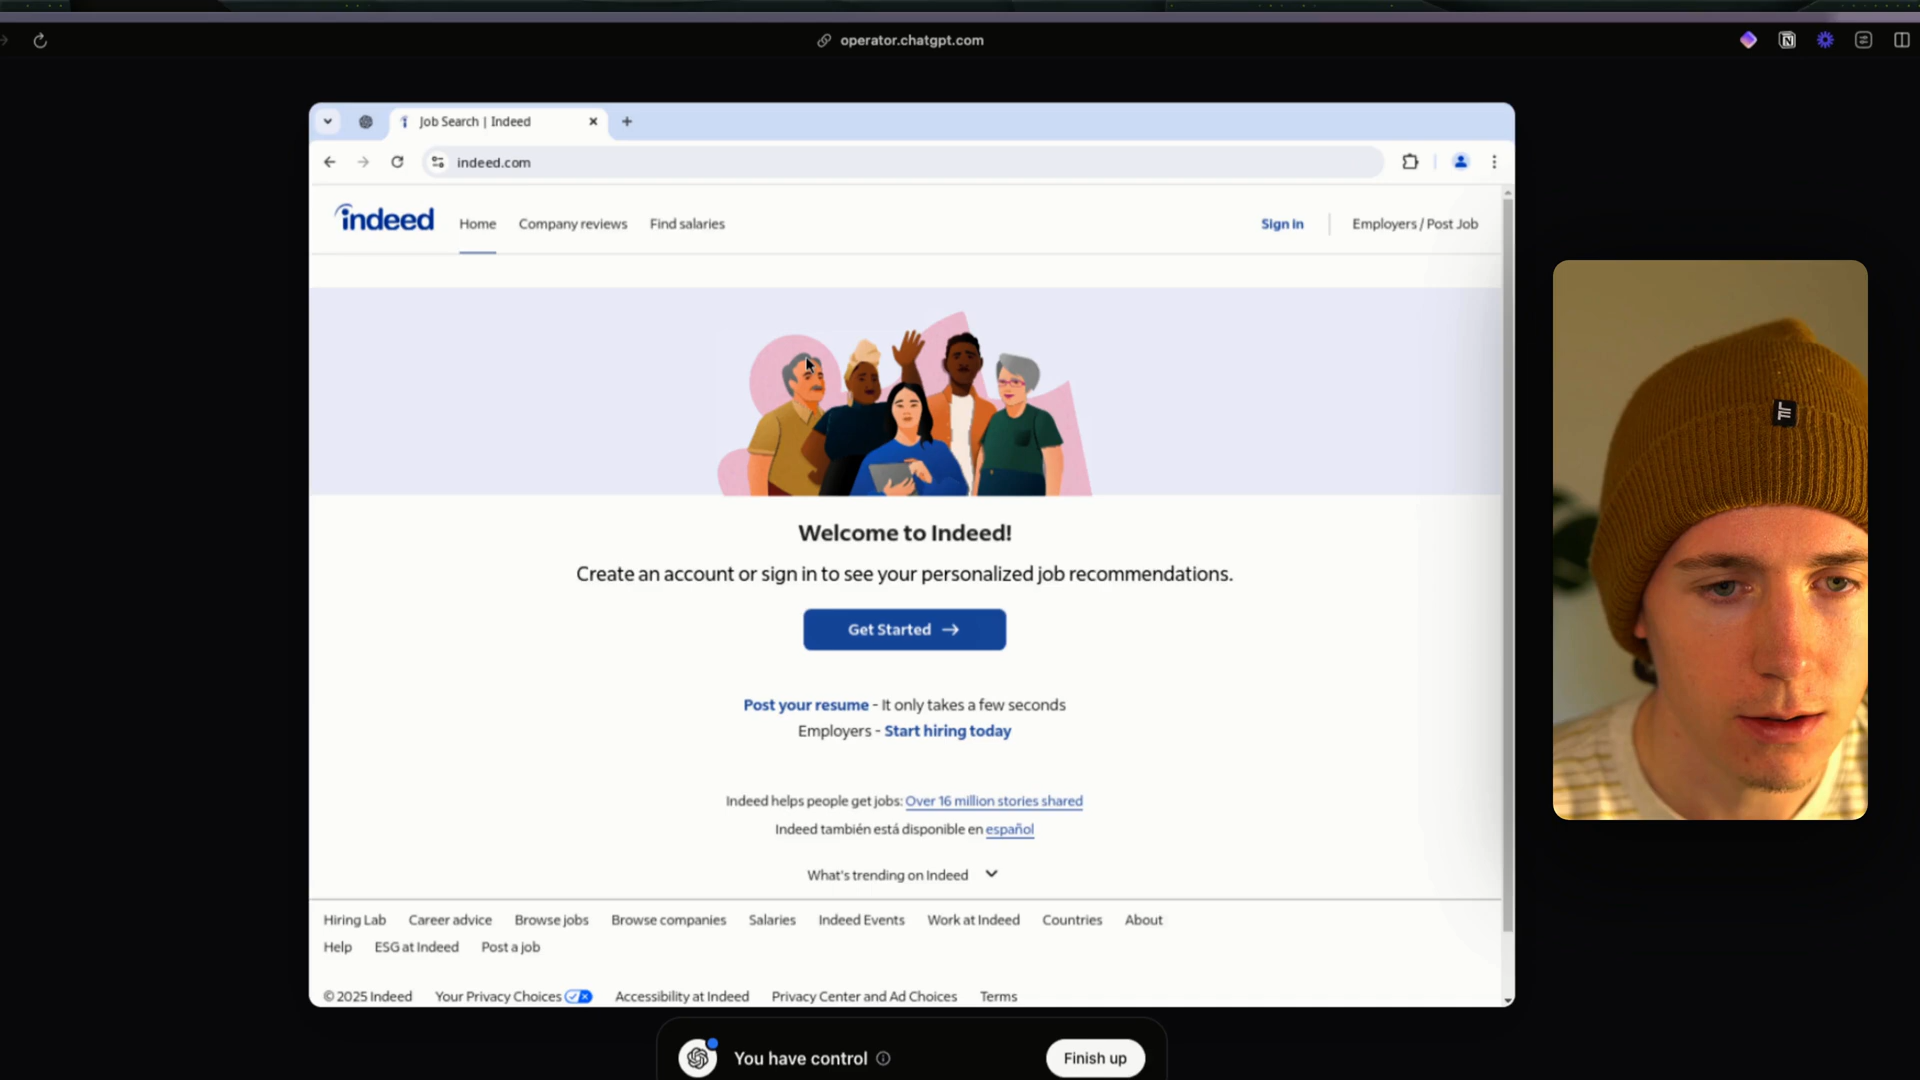 operator.chatgpt.com
Job Search | Indeed
indeed.com
indeed Home Company reviews Find salaries Sign In Employers / Post Job
Welcome to Indeed!
Create an account or sign in to see your personalized job recommendations.
Get Started →
Post your resume - It only takes a few seconds
Employers - Start hiring today
Indeed helps people get jobs: Over 16 million stories shared
Indeed también está disponible en español
What's trending on Indeed
Hiring Lab Career advice Browse jobs Browse companies Salaries Indeed Events Work at Indeed Countries About
Help ESG at Indeed Post a job
© 2025 Indeed Your Privacy Choices Accessibility at Indeed Privacy Center and Ad Choices Terms
You have control Finish up